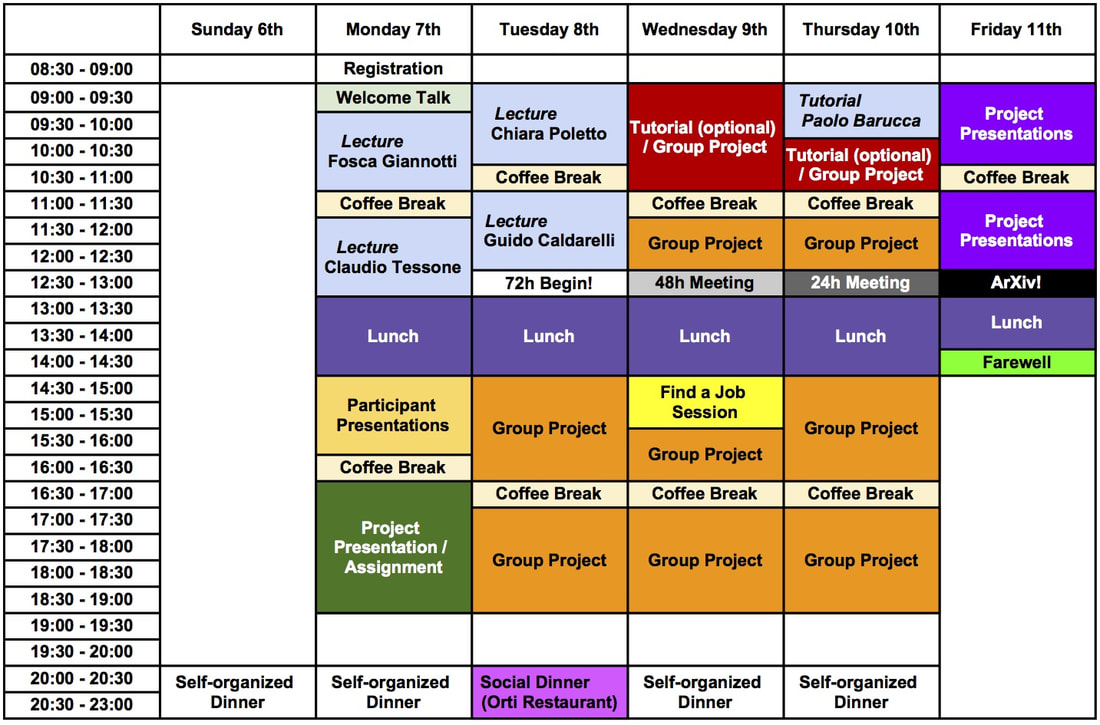 Sunday 6th Monday 7th Tuesday 8th Wednesday 9th Thursday 10th Friday 11th
08:30 - 09:00 Registration
09:00 - 09:30 Welcome Talk
09:30 - 10:00
10:00 - 10:30
10:30 - 11:00
11:00 - 11:30
11:30 - 12:00
12:00 - 12:30
12:30 - 13:00
13:00 - 13:30
13:30 - 14:00
14:00 - 14:30
14:30 - 15:00
15:00 - 15:30
15:30 - 16:00
16:00 - 16:30
16:30 - 17:00
17:00 - 17:30
17:30 - 18:00
18:00 - 18:30
18:30 - 19:00
19:00 - 19:30
19:30 - 20:00
20:00 - 20:30
20:30 - 23:00
Self-organized
Dinner
Lecture
Fosca Giannotti
Coffee Break
Lecture
Claudio Tessone
Lunch
Participant
Presentations
Coffee Break
Project
Presentation /
Assignment
Self-organized
Dinner
Lecture
Chiara Poletto
Coffee Break
Lecture
Guido Caldarelli
72h Begin!
Lunch
Group Project
Coffee Break
Group Project
Social Dinner
(Orti Restaurant)
Tutorial (optional)
/ Group Project
Coffee Break
Group Project
48h Meeting
Lunch
Find a Job
Session
Group Project
Coffee Break
Group Project
Self-organized
Dinner
Tutorial
Paolo Barucca
Tutorial (optional)
/ Group Project
Coffee Break
Group Project
24h Meeting
Lunch
Group Project
Coffee Break
Group Project
Self-organized
Dinner
Project
Presentations
Coffee Break
Project
Presentations
ArXiv!
Lunch
Farewell